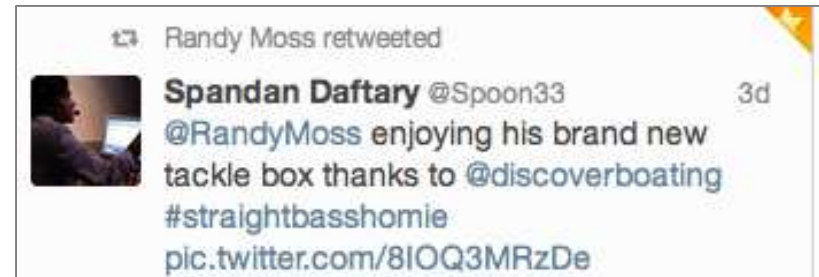 Randy Moss retweeted
Spandan Daftary @Spoon33 3d
@RandyMoss enjoying his brand new
tackle box thanks to @discoverboating
#straightbasshomie
pic.twitter.com/8IOQ3MRzDe